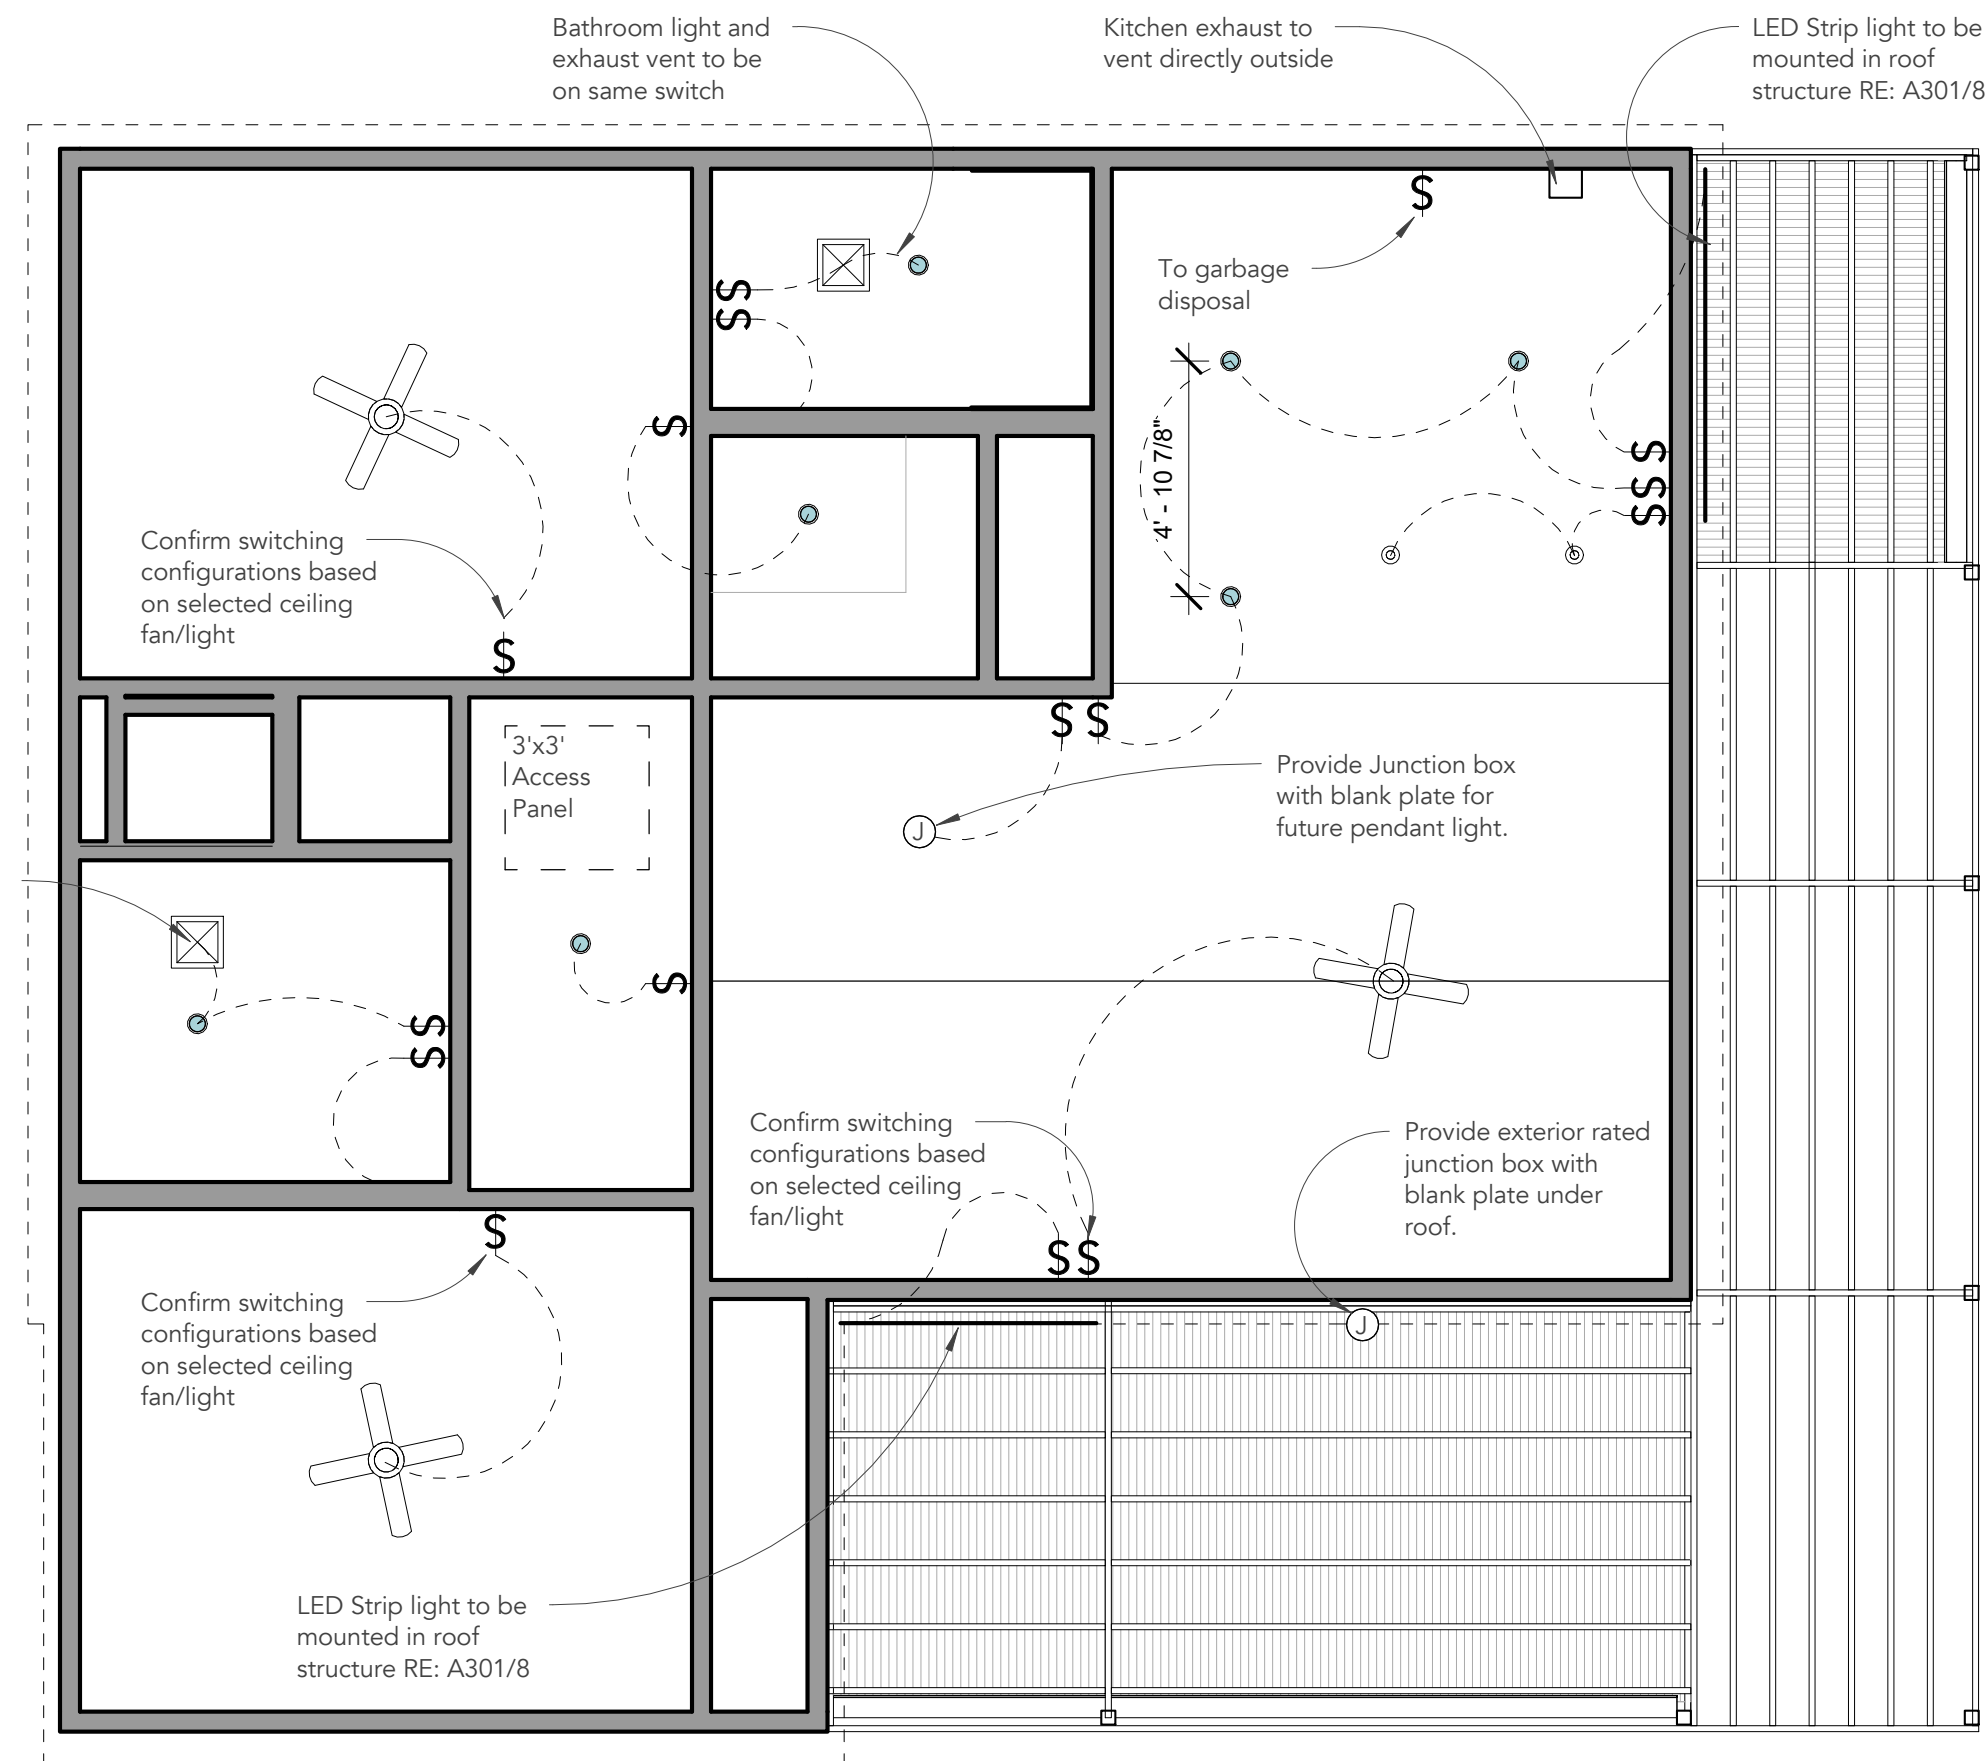 Bathroom light and
exhaust vent to be
on same switch
Kitchen exhaust to
vent directly outside
LED Strip light to be
mounted in roof
structure RE: A301/8
$
To garbage
disposal
$
$
4' - 10 7/8"
$
$
$
$
Confirm switching
configurations based
on selected ceiling
fan/light
$
3'x3'
Access
Panel
$ $
Provide Junction box
with blank plate for
future pendant light.
J
$
$
$
Confirm switching
configurations based
on selected ceiling
fan/light
Provide exterior rated
junction box with
blank plate under
roof.
$
$ $
J
Confirm switching
configurations based
on selected ceiling
fan/light
LED Strip light to be
mounted in roof
structure RE: A301/8